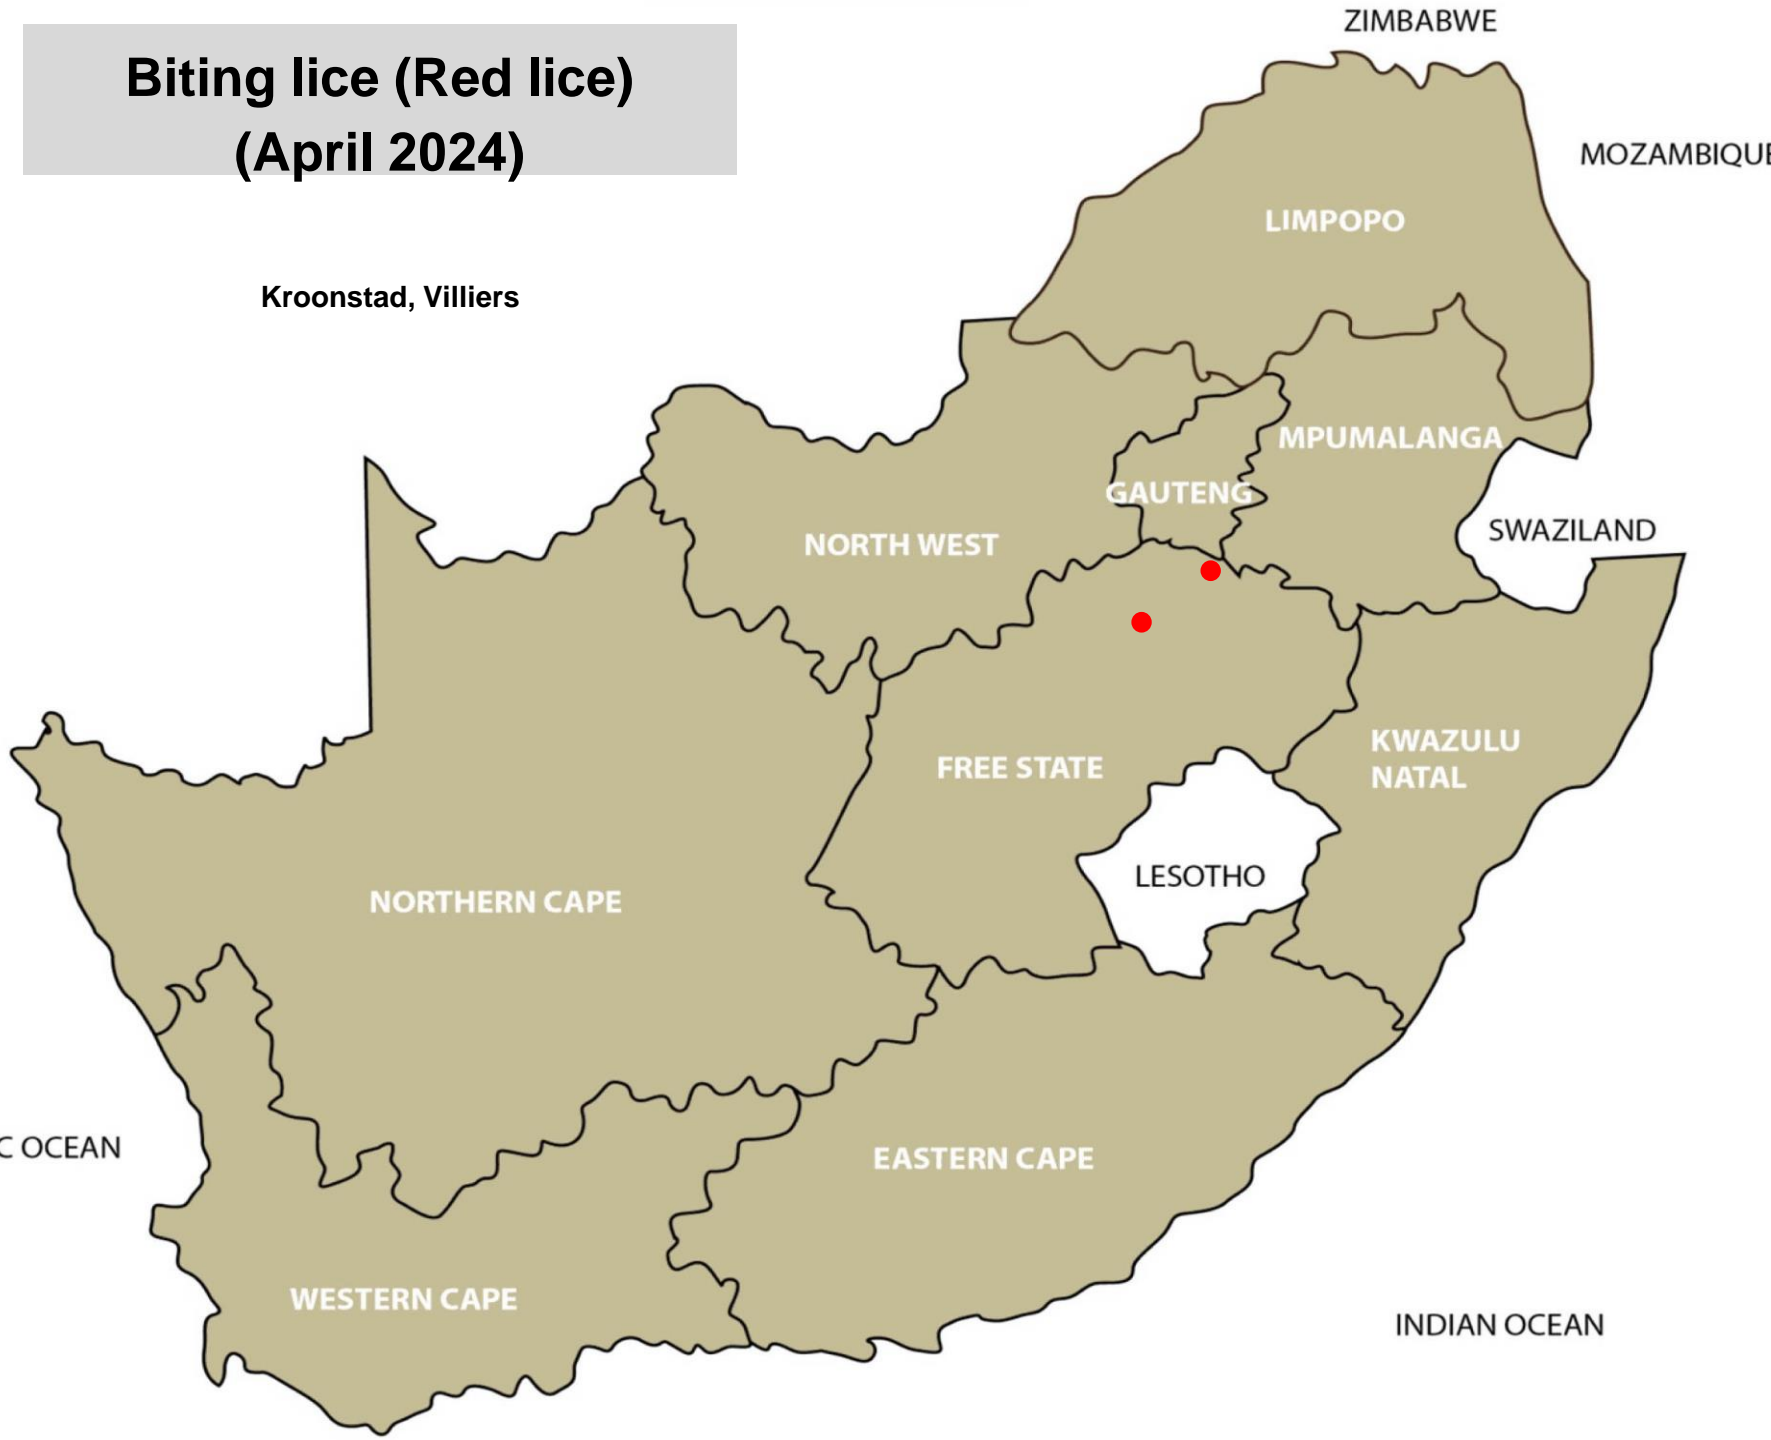 Biting lice (Red lice)
(April 2024)
Kroonstad, Villiers
ZIMBABWE
MOZAMBIQUE
LIMPOPO
MPUMALANGA
GAUTENG
SWAZILAND
NORTH WEST
KWAZULU
NATAL
FREE STATE
LESOTHO
NORTHERN CAPE
C OCEAN
EASTERN CAPE
WESTERN CAPE
INDIAN OCEAN